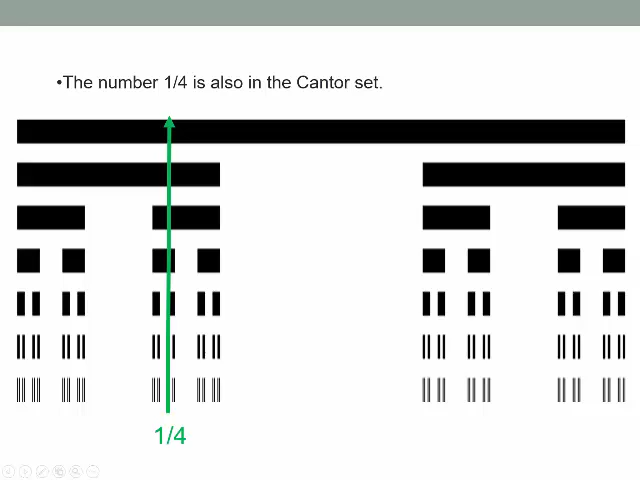 •The number 1/4 is also in the Cantor set.
1/4